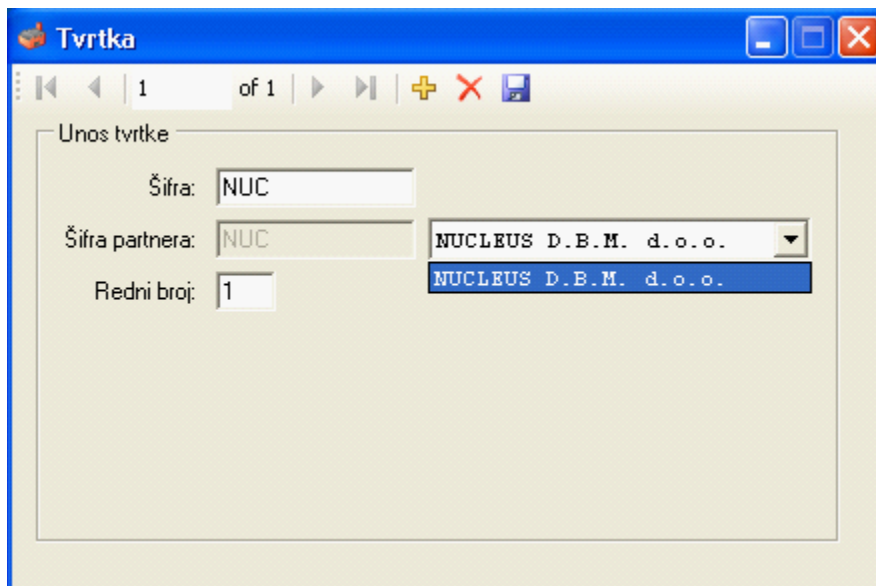 Tvrtka
1 of 1
Unos tvrtke
Šifra: NUC
Šifra partnera: NUC NUCLEUS D.B.M. d.o.o.
NUCLEUS D.B.M. d.o.o.
Redni broj: 1